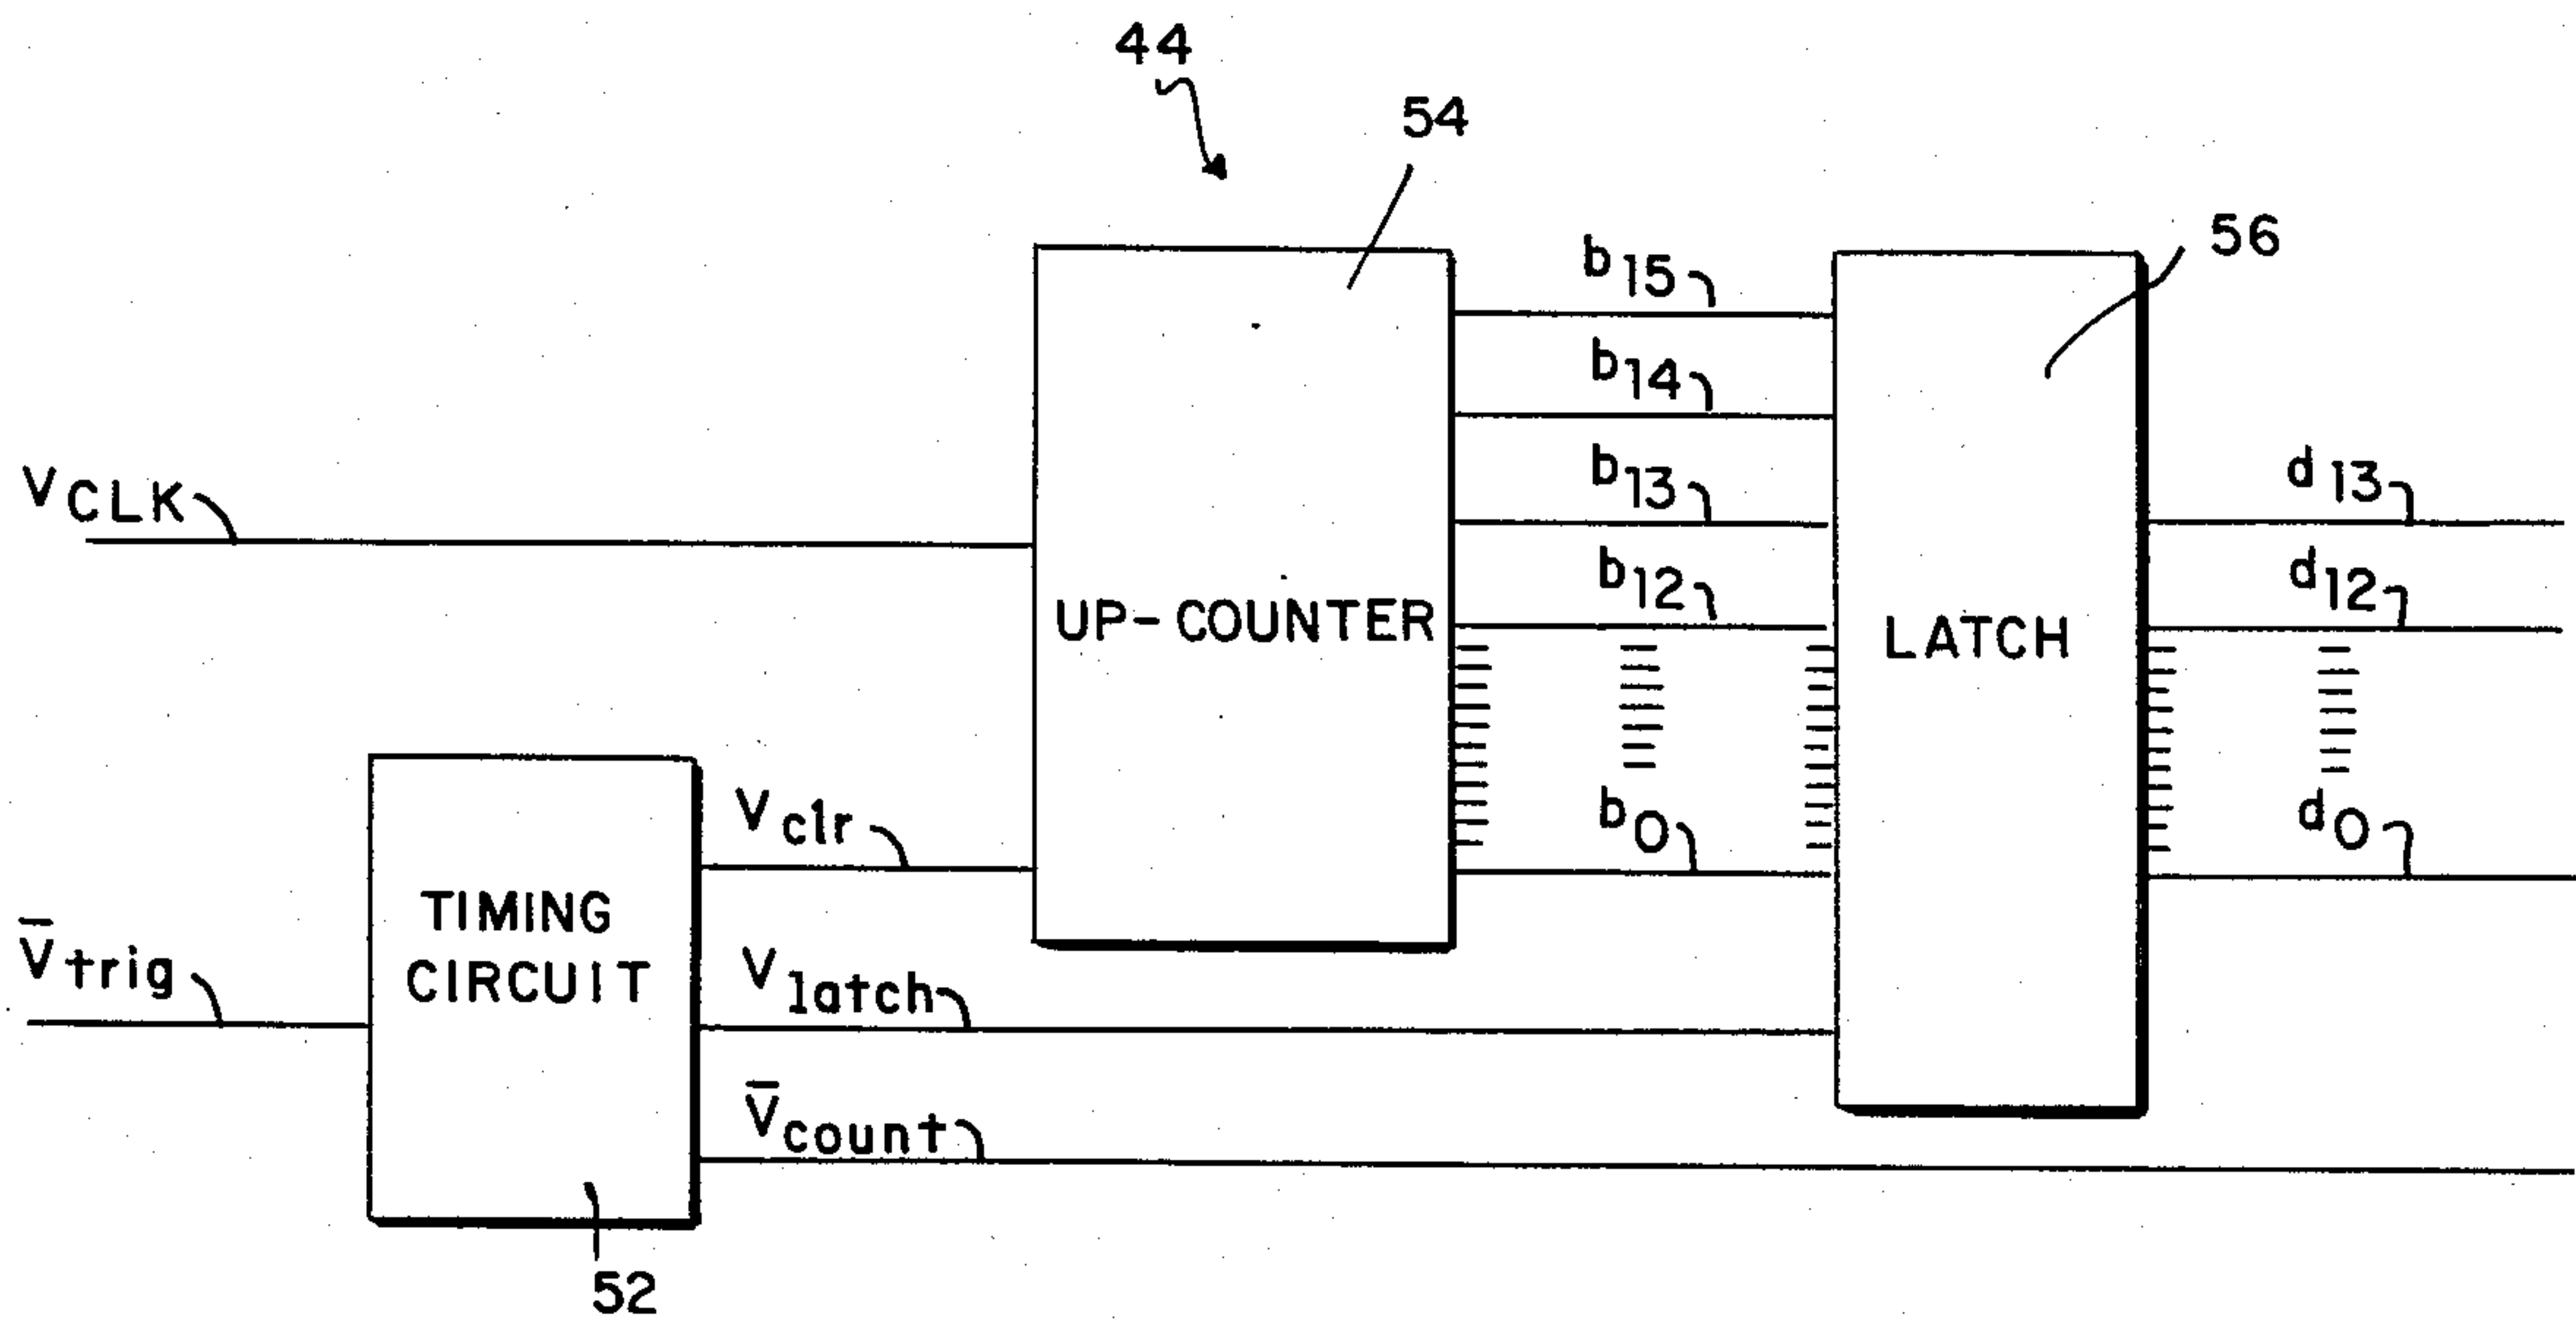 44
54
56
b15
b14
b13
b12
b0
d13
d12
d0
VCLK
UP-COUNTER
LATCH
Vclr
TIMING
CIRCUIT
V̅trig
Vlatch
V̅count
52